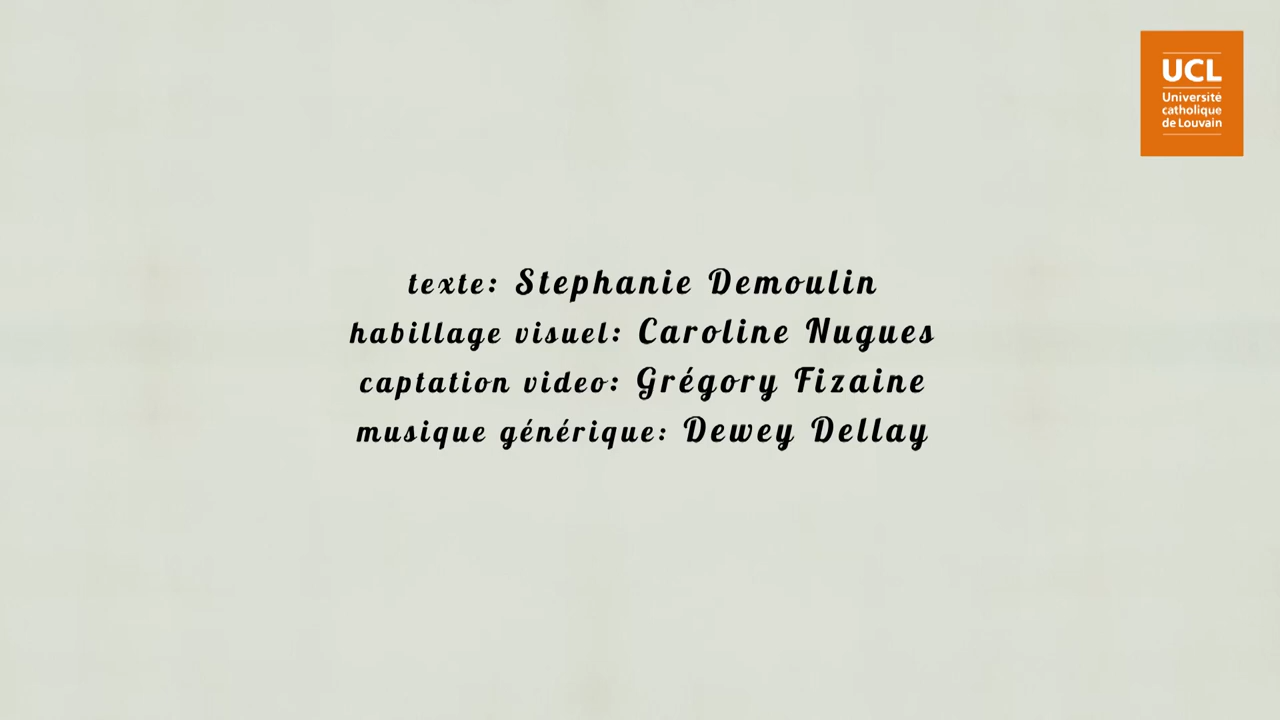 UCL
Université
catholique
de Louvain
texte: Stephanie Demoulin
habillage visuel: Caroline Nugues
captation video: Grégory Fizaine
musique générique: Dewey Dellay